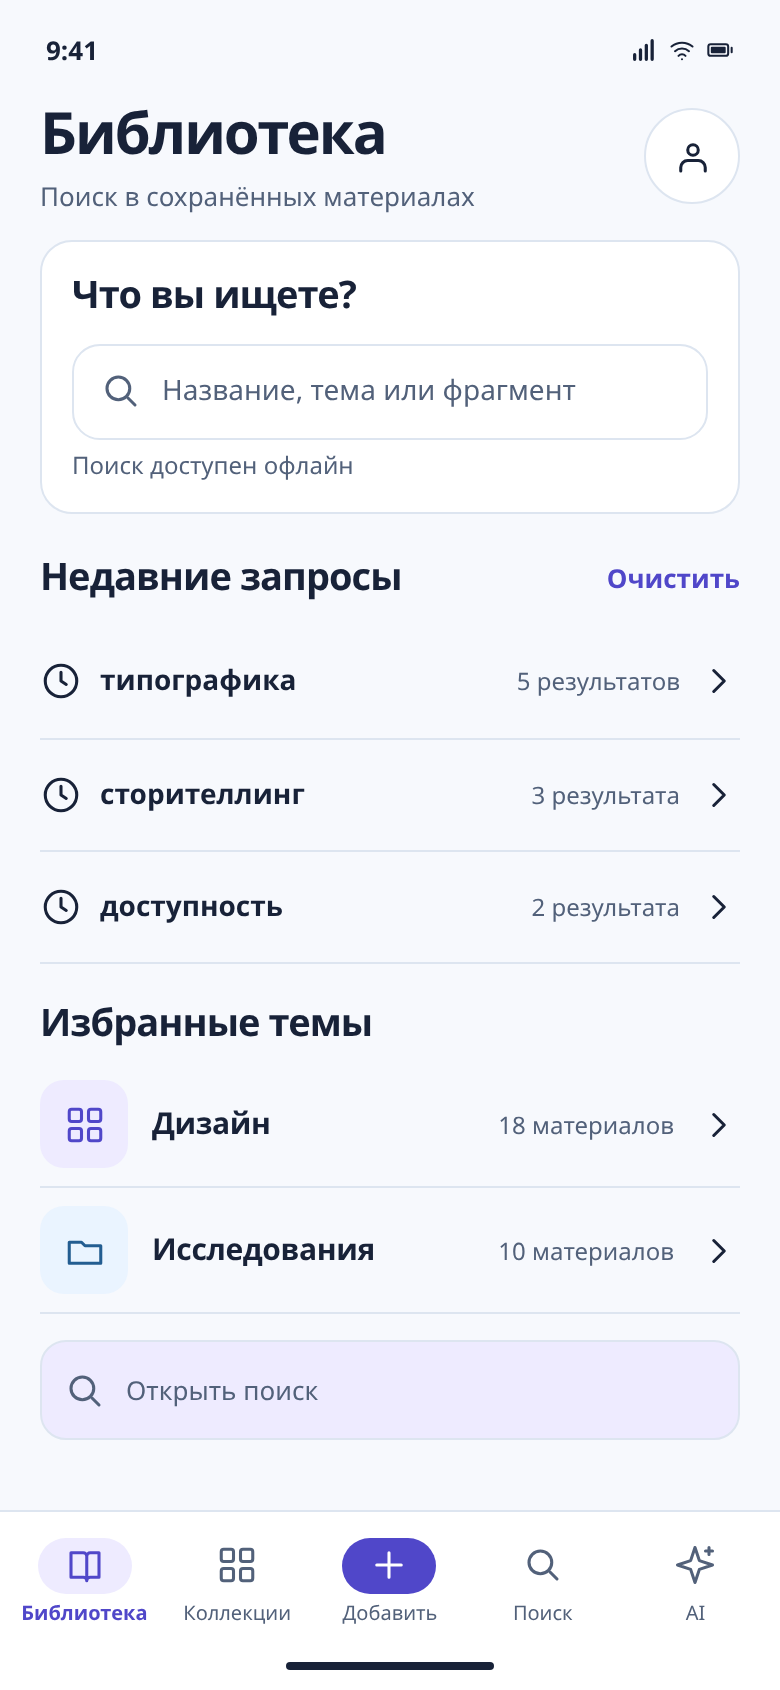 9:41
Библиотека
Поиск в сохранённых материалах
Что вы ищете?
Название, тема или фрагмент
Поиск доступен офлайн
Недавние запросы
Очистить
типографика
5 результатов
сторителлинг
3 результата
доступность
2 результата
Избранные темы
Дизайн
18 материалов
Исследования
10 материалов
Открыть поиск
Библиотека
Коллекции
Добавить
Поиск
AI